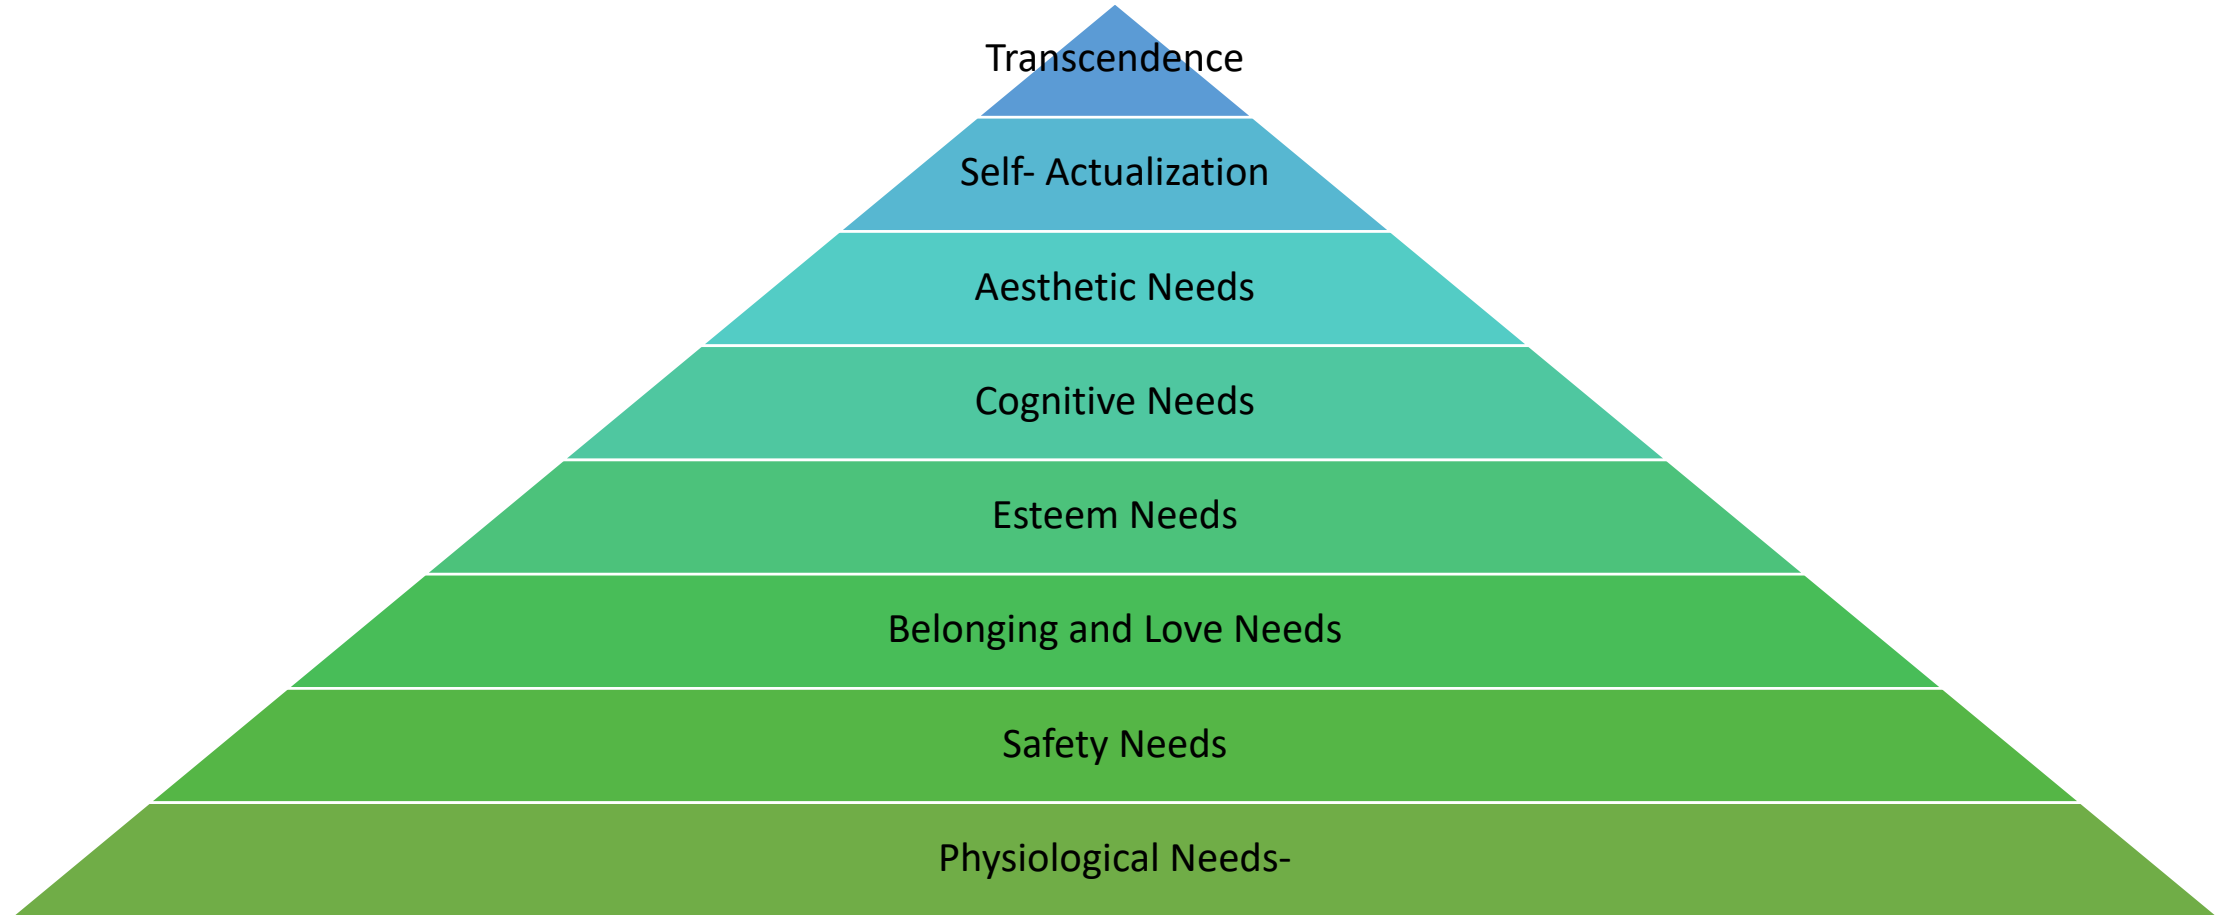 Transcendence
Self- Actualization
Aesthetic Needs
Cognitive Needs
Esteem Needs
Belonging and Love Needs
Safety Needs
Physiological Needs-